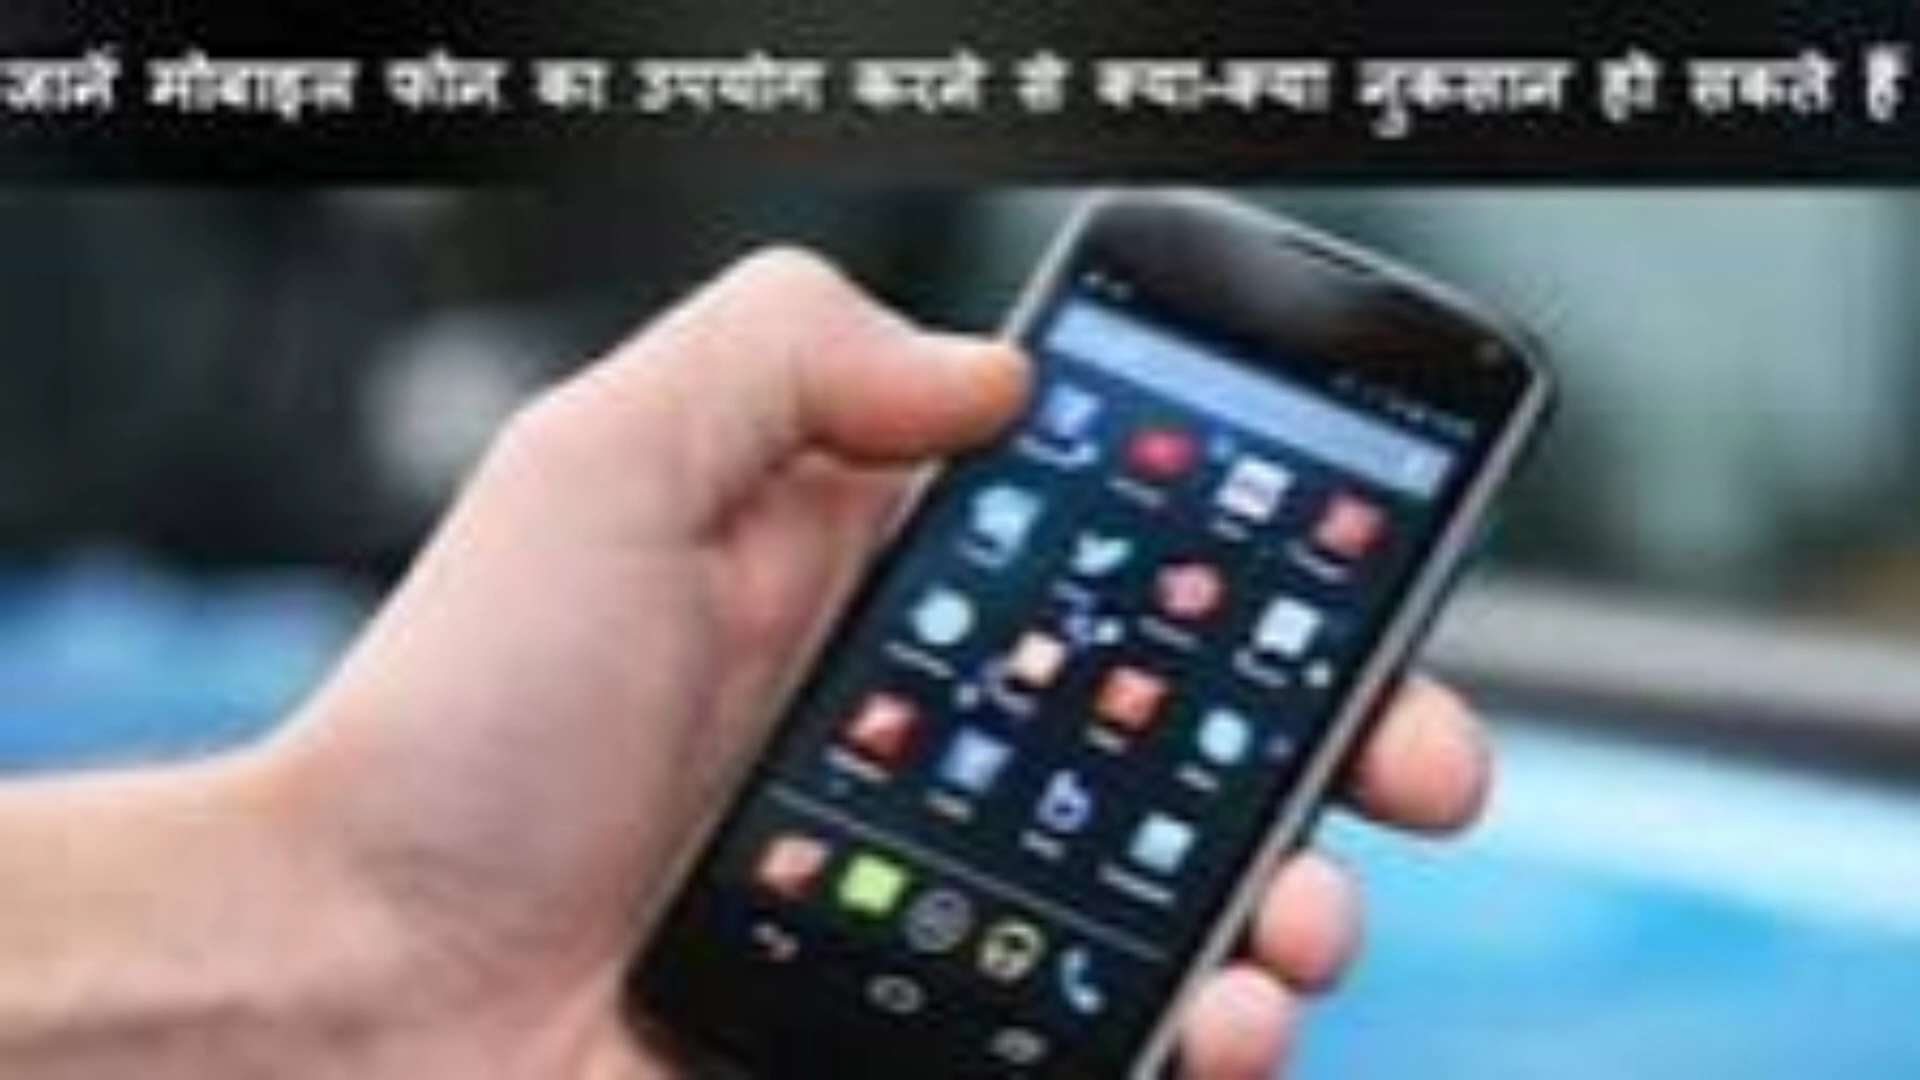 जानें मोबाइल फोन का उपयोग करने से क्या-क्या नुकसान हो सकते हैं